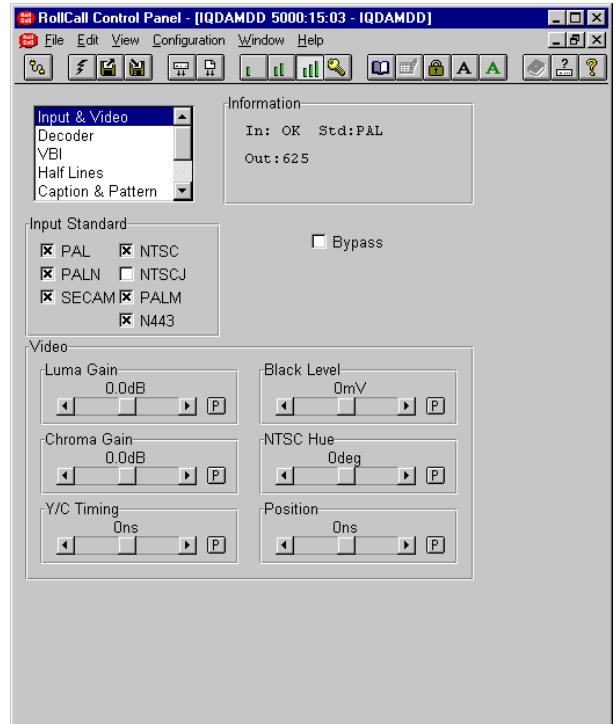 RollCall Control Panel - [IQDAMDD 5000:15:03 - IQDAMDD]
File Edit View Configuration Window Help
A A
Input & Video
Decoder
VBI
Half Lines
Caption & Pattern
Information
In: OK Std:PAL
Out:625
Input Standard
PAL NTSC
PALN NTSCJ
SECAM PALM
N443
Bypass
Video
Luma Gain
0.0dB
P
Black Level
0mV
P
Chroma Gain
0.0dB
P
NTSC Hue
0deg
P
Y/C Timing
0ns
P
Position
0ns
P